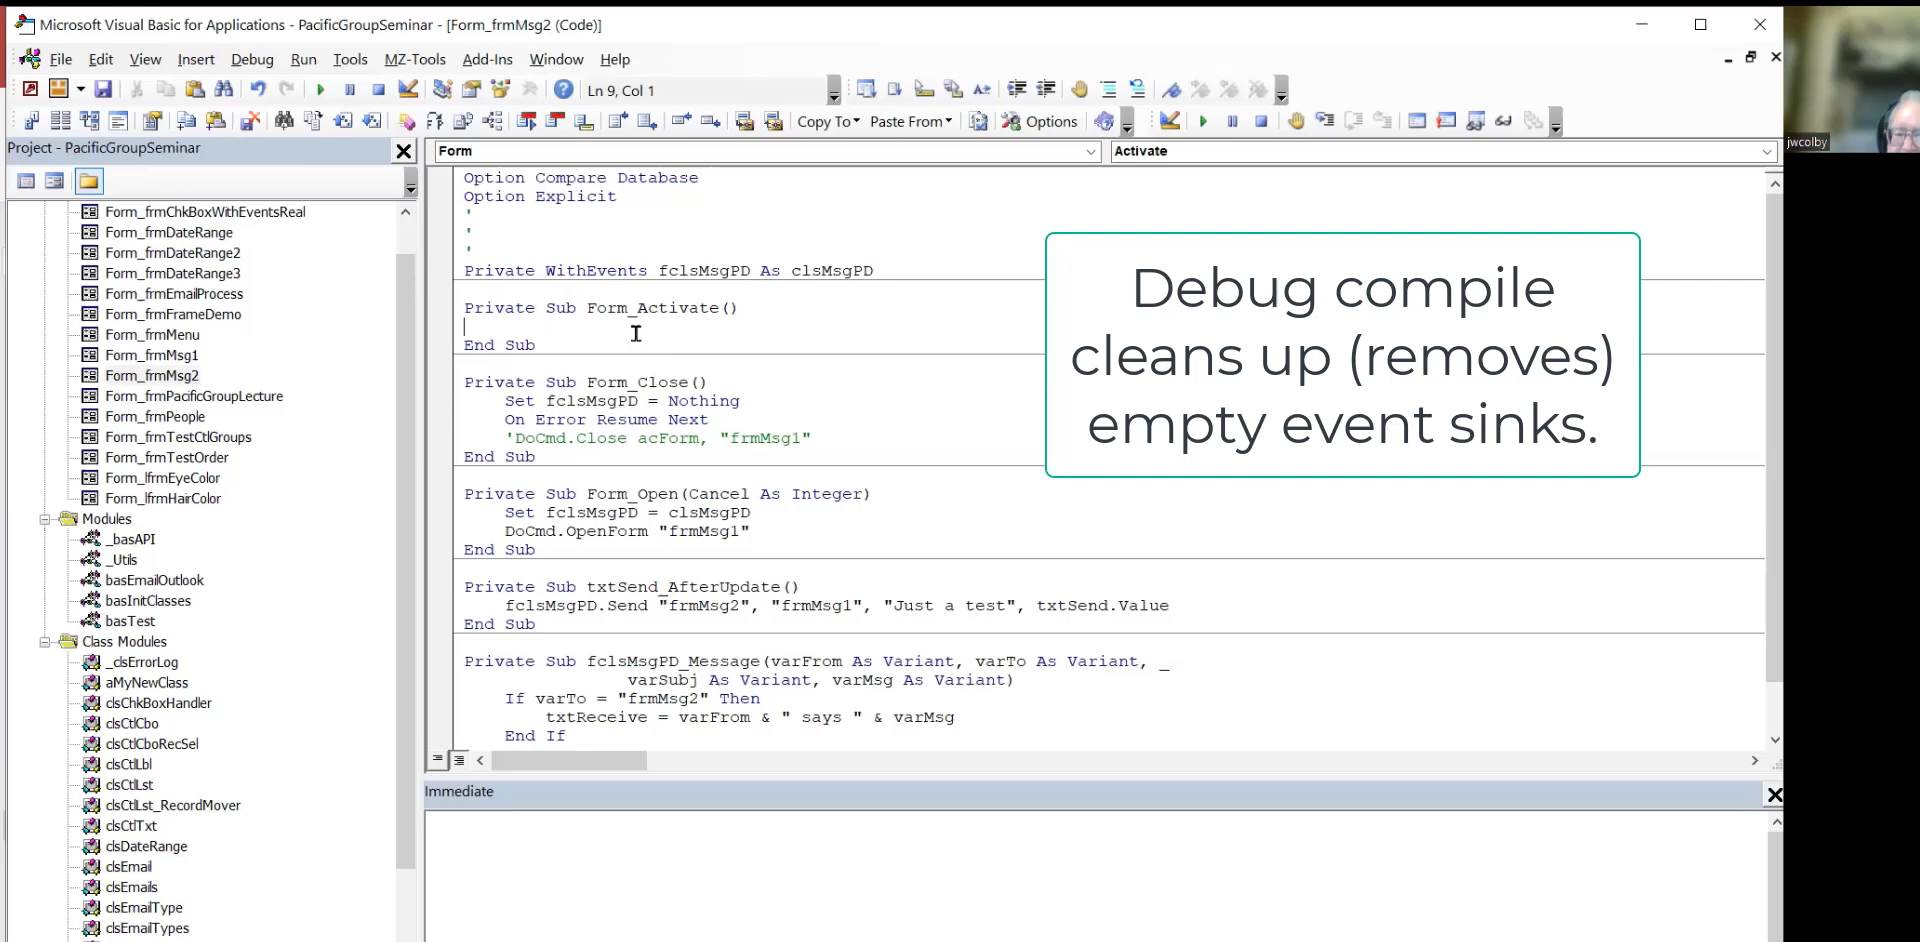 Microsoft Visual Basic for Applications - PacificGroupSeminar - [Form_frmMsg2 (Code)]
File Edit View Insert Debug Run Tools MZ-Tools Add-Ins Window Help
Ln 9, Col 1
Copy To Paste From Options
jwcolby
Project - PacificGroupSeminar
Form_frmChkBoxWithEventsReal
Form_frmDateRange
Form_frmDateRange2
Form_frmDateRange3
Form_frmEmailProcess
Form_frmFrameDemo
Form_frmMenu
Form_frmMsg1
Form_frmMsg2
Form_frmPacificGroupLecture
Form_frmPeople
Form_frmTestCtlGroups
Form_frmTestOrder
Form_lfrmEyeColor
Form_lfrmHairColor
Modules
_basAPI
_Utils
basEmailOutlook
basInitClasses
basTest
Class Modules
_clsErrorLog
aMyNewClass
clsChkBoxHandler
clsCtlCbo
clsCtlCboRecSel
clsCtlLbl
clsCtlLst
clsCtlLst_RecordMover
clsCtlTxt
clsDateRange
clsEmail
clsEmails
clsEmailType
clsEmailTypes
Form Activate
Option Compare Database
Option Explicit
'
'
'
Private WithEvents fclsMsgPD As clsMsgPD
Private Sub Form_Activate()
End Sub
Private Sub Form_Close()
Set fclsMsgPD = Nothing
On Error Resume Next
'DoCmd.Close acForm, "frmMsg1"
End Sub
Private Sub Form_Open(Cancel As Integer)
Set fclsMsgPD = clsMsgPD
DoCmd.OpenForm "frmMsg1"
End Sub
Private Sub txtSend_AfterUpdate()
fclsMsgPD.Send "frmMsg2", "frmMsg1", "Just a test", txtSend.Value
End Sub
Private Sub fclsMsgPD_Message(varFrom As Variant, varTo As Variant, _
varSubj As Variant, varMsg As Variant)
If varTo = "frmMsg2" Then
txtReceive = varFrom & " says " & varMsg
End If
Debug compile
cleans up (removes)
empty event sinks.
Immediate